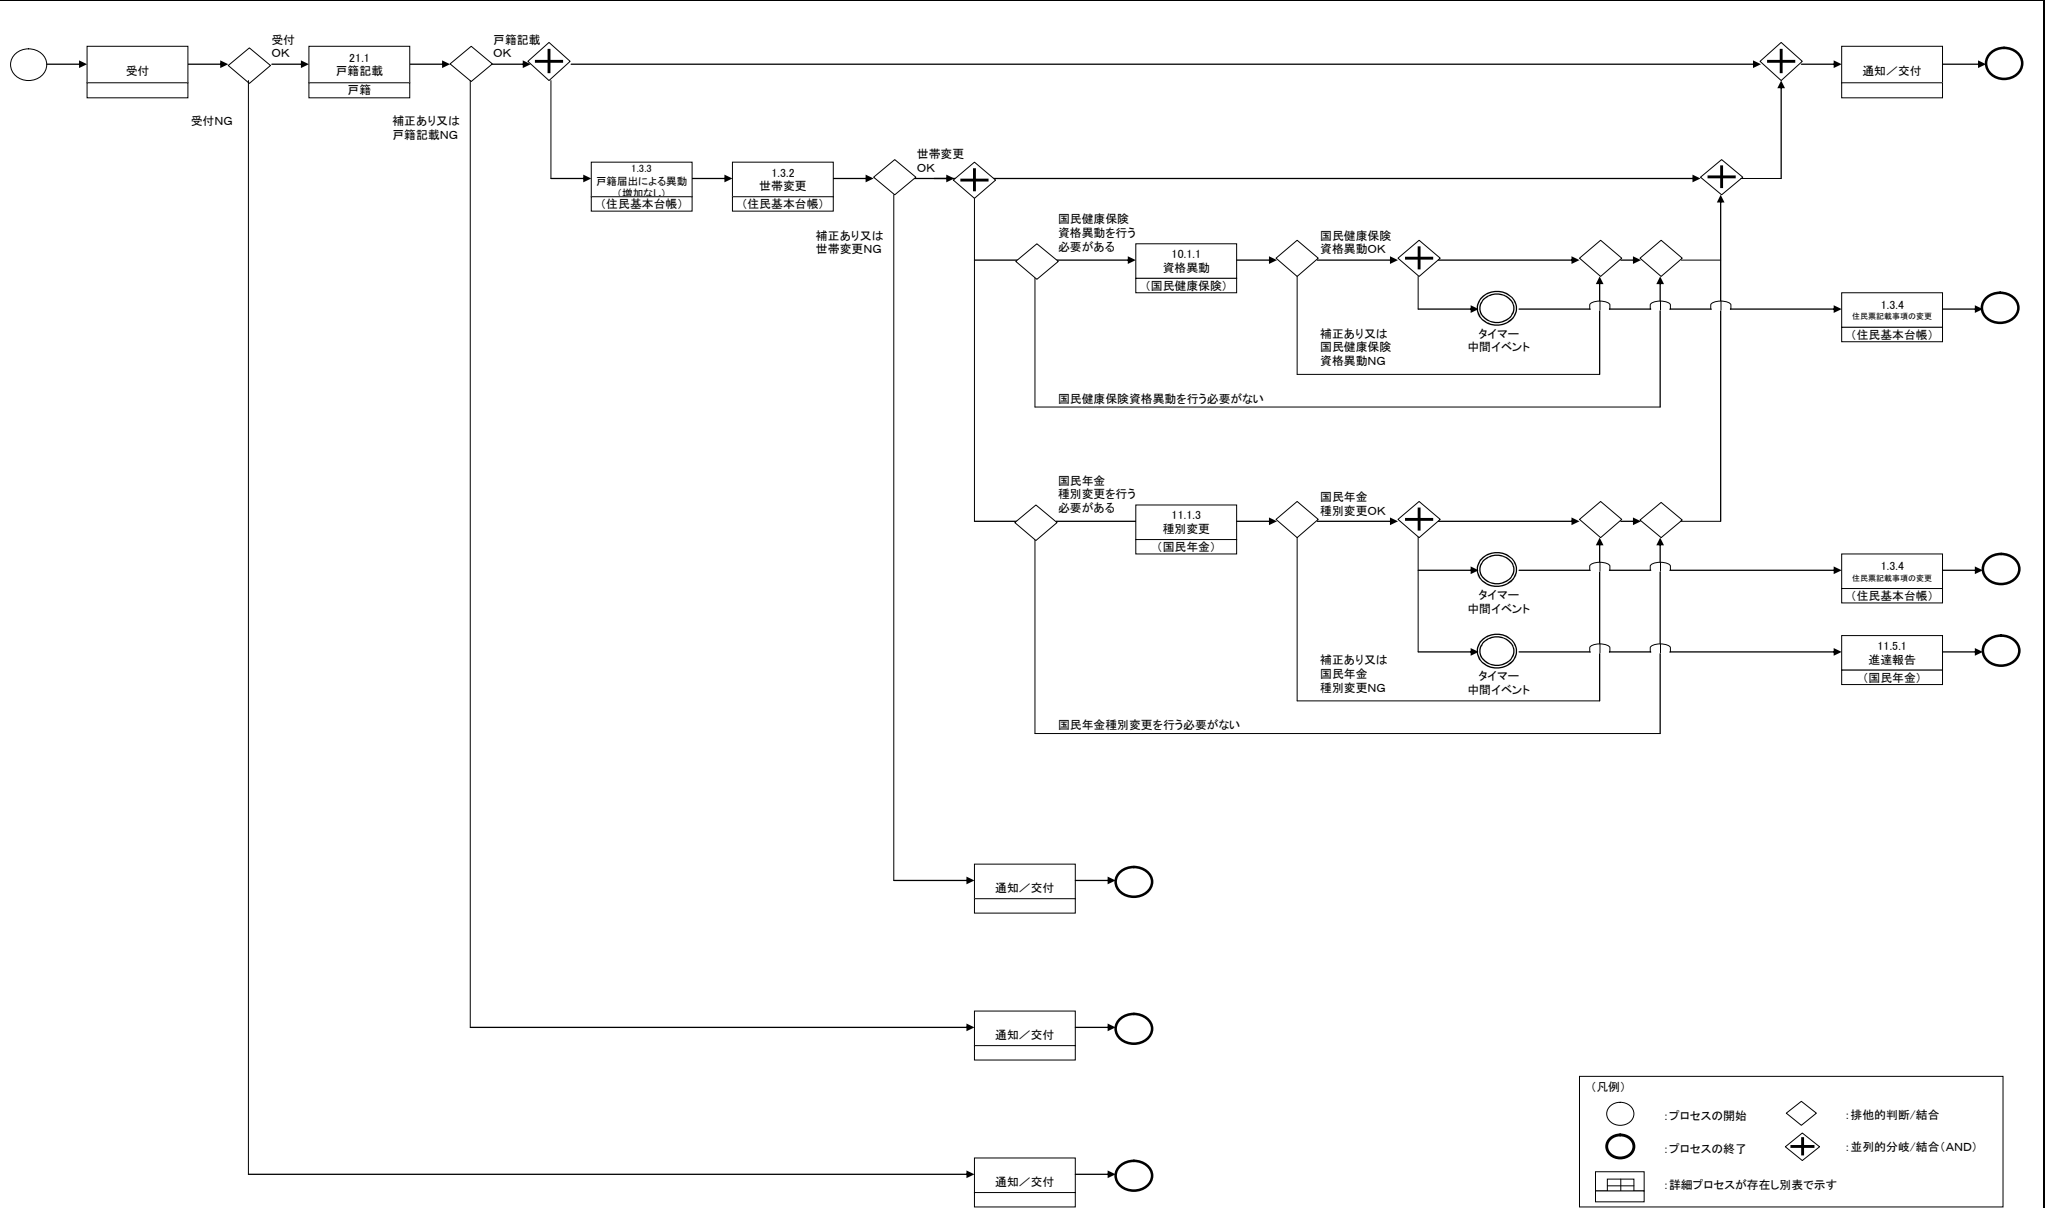 受付
受付
OK
受付NG
21.1
戸籍記載
戸籍
戸籍記載
OK
補正あり又は
戸籍記載NG
通知／交付
1.3.3
戸籍届出による異動
（増加なし）
（住民基本台帳）
1.3.2
世帯変更
（住民基本台帳）
世帯変更
OK
補正あり又は
世帯変更NG
国民健康保険
資格異動を行う
必要がある
10.1.1
資格異動
（国民健康保険）
国民健康保険
資格異動OK
タイマー
中間イベント
補正あり又は
国民健康保険
資格異動NG
国民健康保険資格異動を行う必要がない
1.3.4
住民票記載事項の変更
（住民基本台帳）
国民年金
種別変更を行う
必要がある
11.1.3
種別変更
（国民年金）
国民年金
種別変更OK
タイマー
中間イベント
1.3.4
住民票記載事項の変更
（住民基本台帳）
タイマー
中間イベント
11.5.1
進達報告
（国民年金）
補正あり又は
国民年金
種別変更NG
国民年金種別変更を行う必要がない
通知／交付
通知／交付
通知／交付
（凡例）
：プロセスの開始
：排他的判断/結合
：プロセスの終了
：並列的分岐/結合（AND）
：詳細プロセスが存在し別表で示す